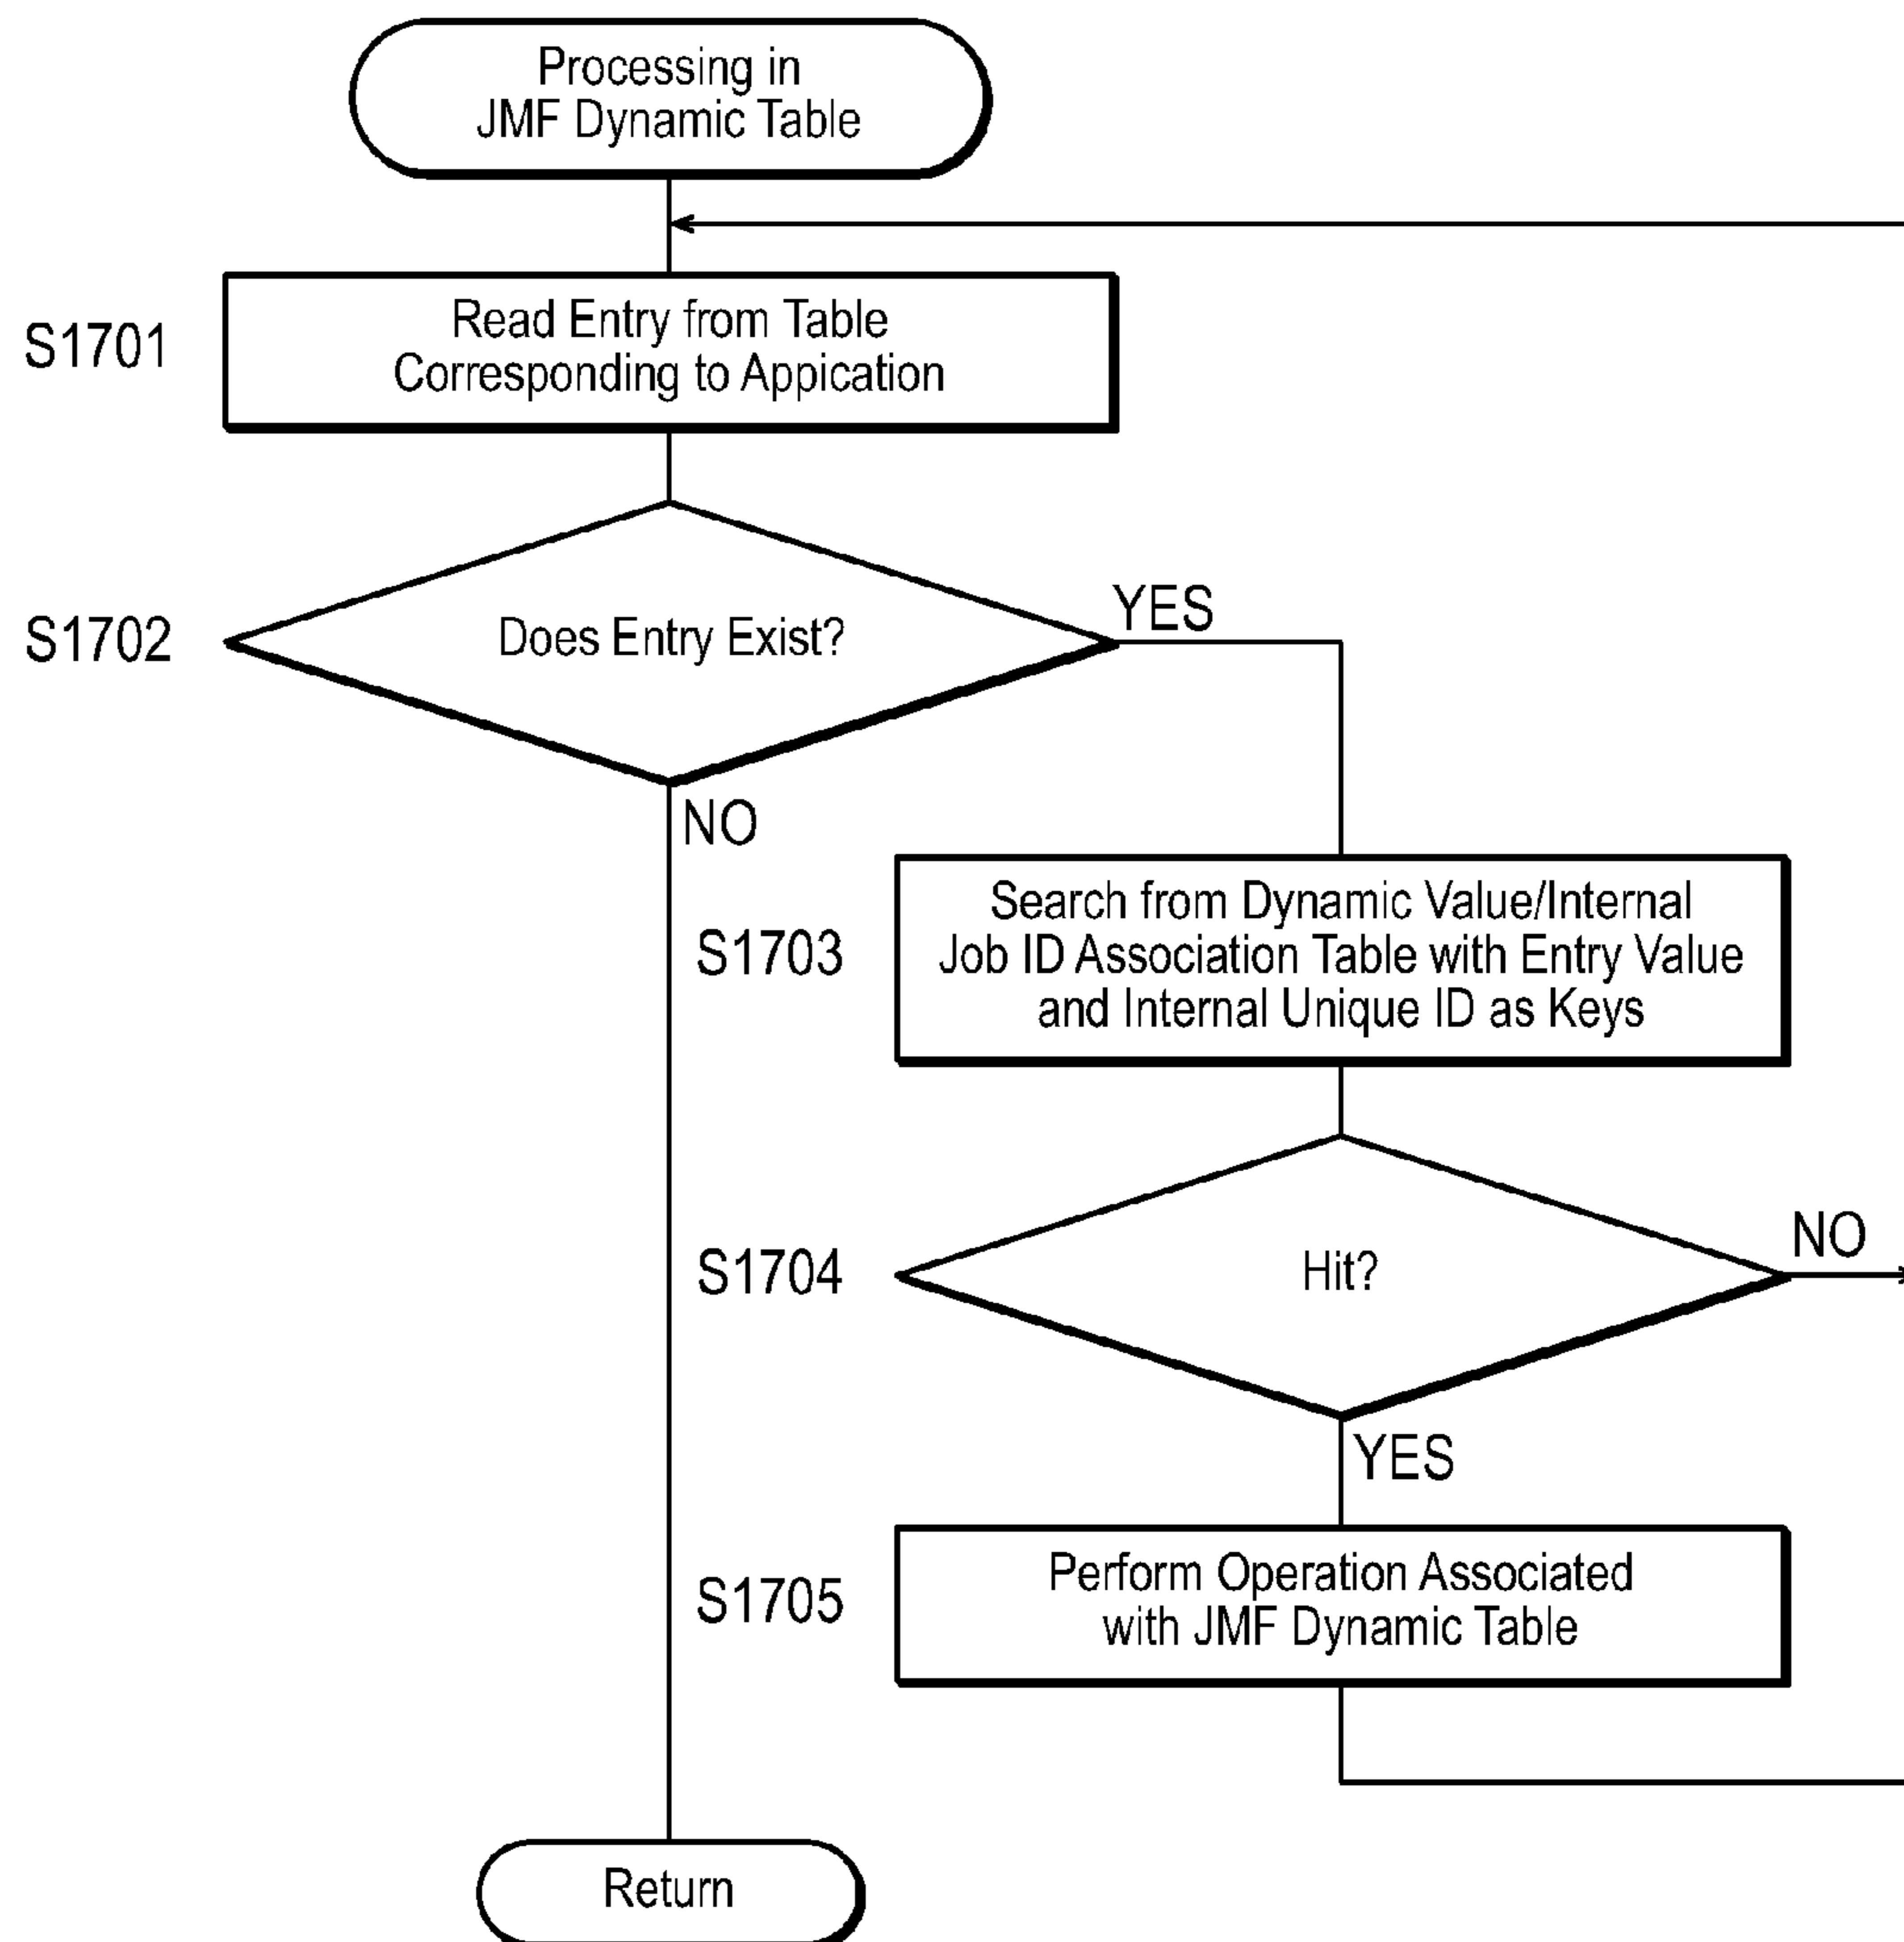 Processing in
JMF Dynamic Table
S1701
Read Entry from Table
Corresponding to Appication
S1702
Does Entry Exist?
YES
NO
S1703
Search from Dynamic Value/Internal
Job ID Association Table with Entry Value
and Internal Unique ID as Keys
S1704
Hit?
NO
YES
S1705
Perform Operation Associated
with JMF Dynamic Table
Return